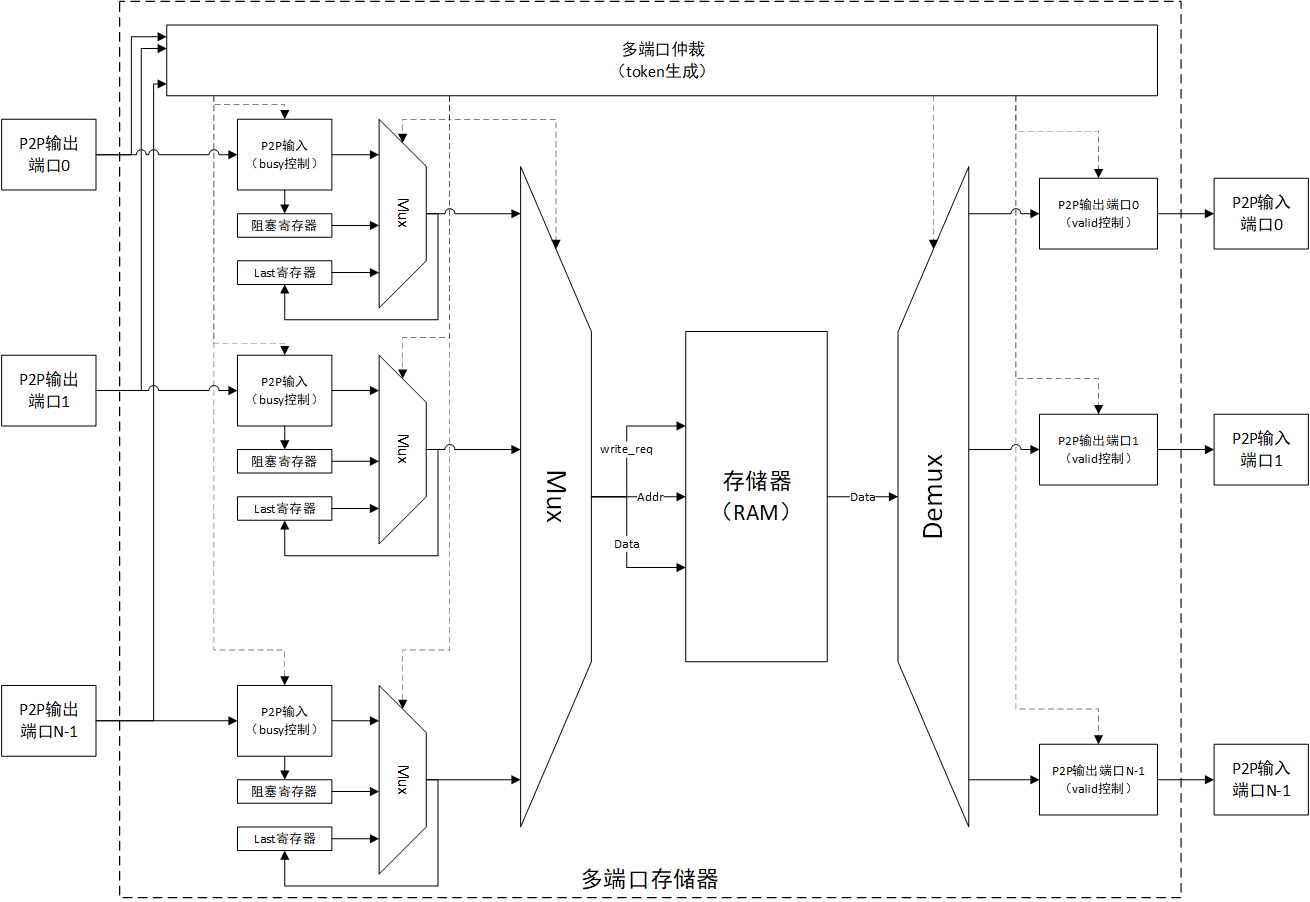 多端口仲裁
（token生成）
P2P输出
端口0
P2P输入
（busy控制）
阻塞寄存器
Last寄存器
Mux
P2P输出端口0
（valid控制）
P2P输入
端口0
P2P输出
端口1
P2P输入
（busy控制）
阻塞寄存器
Last寄存器
Mux
Mux
write_req
Addr
Data
存储器
（RAM）
Data
Demux
P2P输出端口1
（valid控制）
P2P输入
端口1
P2P输出
端口N-1
P2P输入
（busy控制）
阻塞寄存器
Last寄存器
Mux
P2P输出端口N-1
（valid控制）
P2P输入
端口N-1
多端口存储器